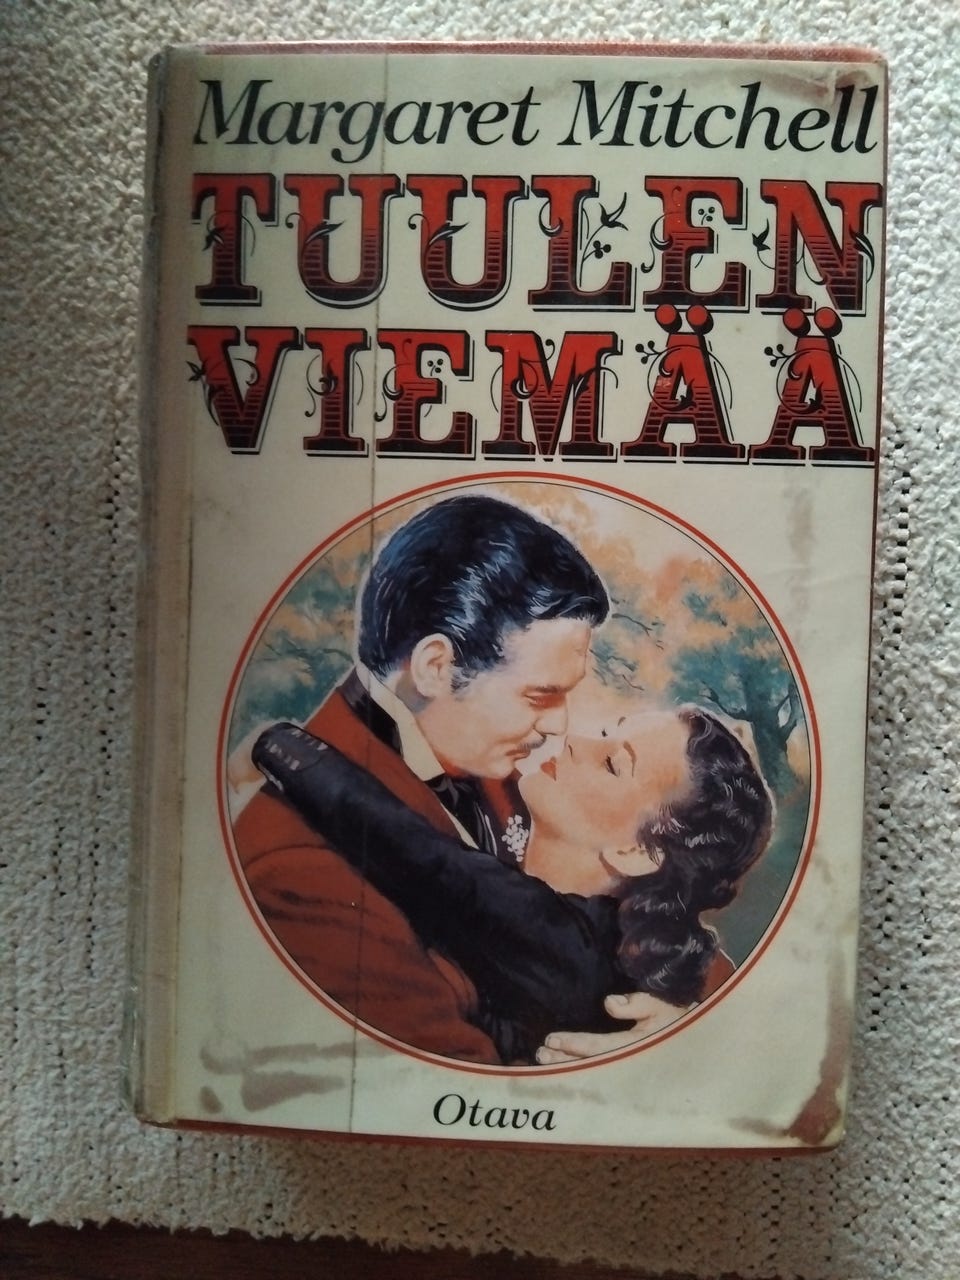 Margaret Mitchell
TUULEN
VIEMÄÄ
Otava